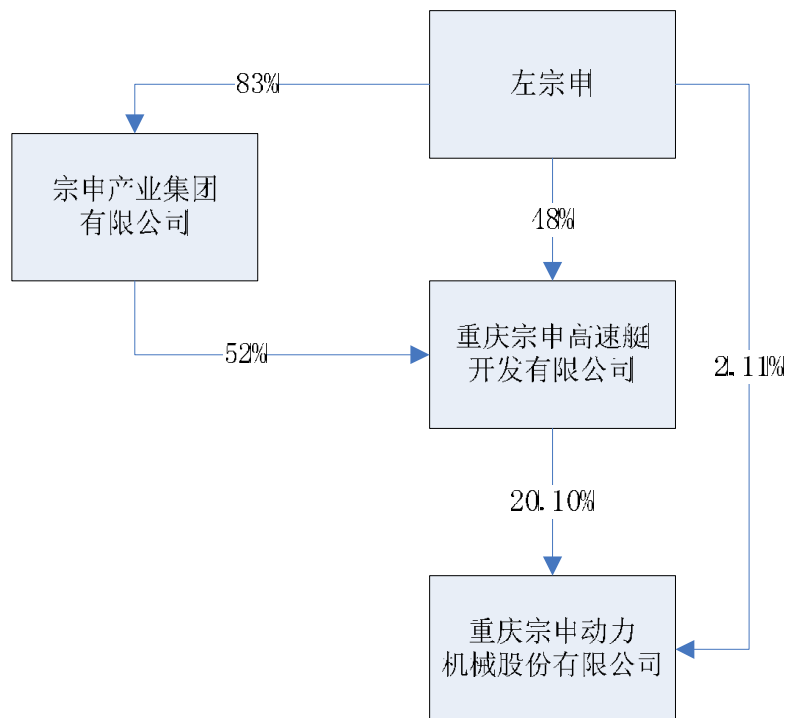 左宗申
83%
宗申产业集团
有限公司
48%
重庆宗申高速艇
开发有限公司
52%
2.11%
20.10%
重庆宗申动力
机械股份有限公司